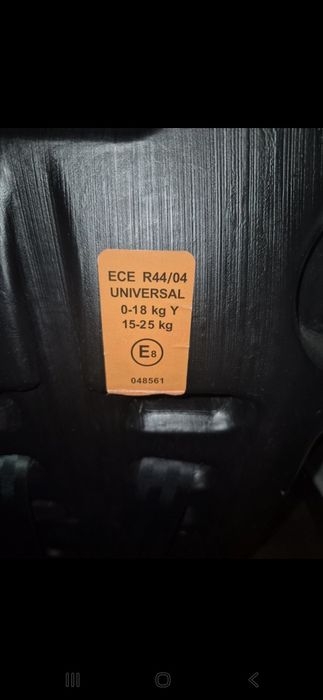 ECE R44/04
UNIVERSAL
0-18 kg Y
15-25 kg
E8
048561